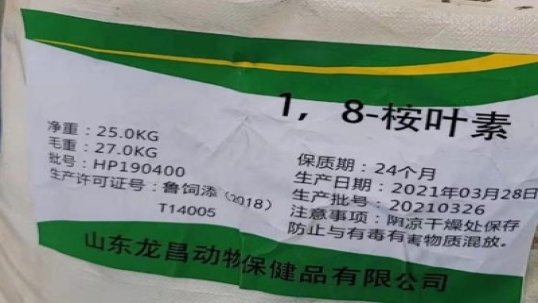 1，8-桉叶素
净重：25.0KG
毛重：27.0KG
批号：HP190400
生产许可证号：鲁饲添（2018）
T14005
保质期：24个月
生产日期：2021年03月28日
生产批号：20210326
注意事项：阴凉干燥处保存
防止与有毒有害物质混放。
山东龙昌动物保健品有限公司